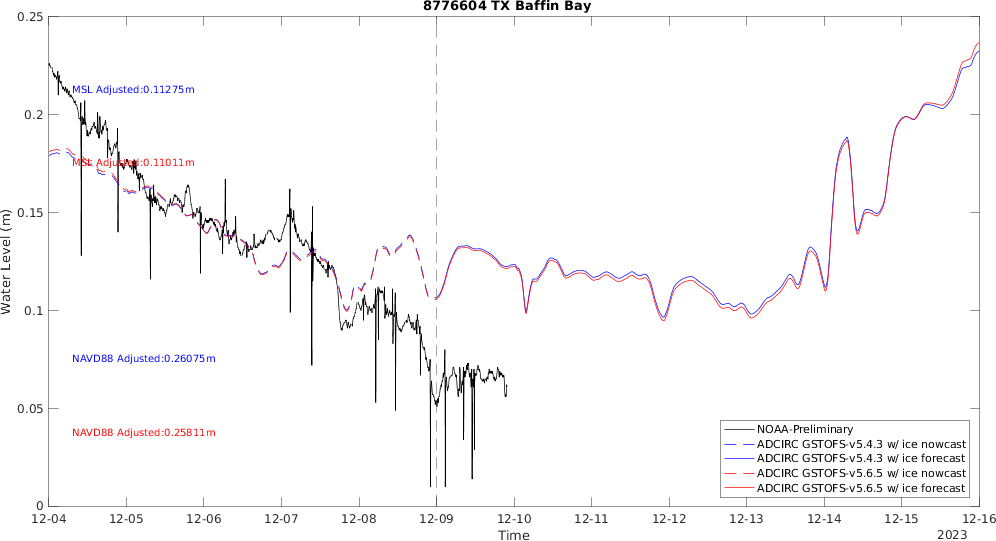 8776604 TX Baffin Bay
0.25
0.2
0.15
0.1
0.05
0
Water Level (m)
MSL Adjusted:0.11275m
MSL Adjusted:0.11011m
NAVD88 Adjusted:0.26075m
NAVD88 Adjusted:0.25811m
NOAA-Preliminary
ADCIRC GSTOFS-v5.4.3 w/ ice nowcast
ADCIRC GSTOFS-v5.4.3 w/ ice forecast
ADCIRC GSTOFS-v5.6.5 w/ ice nowcast
ADCIRC GSTOFS-v5.6.5 w/ ice forecast
12-04 12-05 12-06 12-07 12-08 12-09 12-10 12-11 12-12 12-13 12-14 12-15 12-16
Time
2023